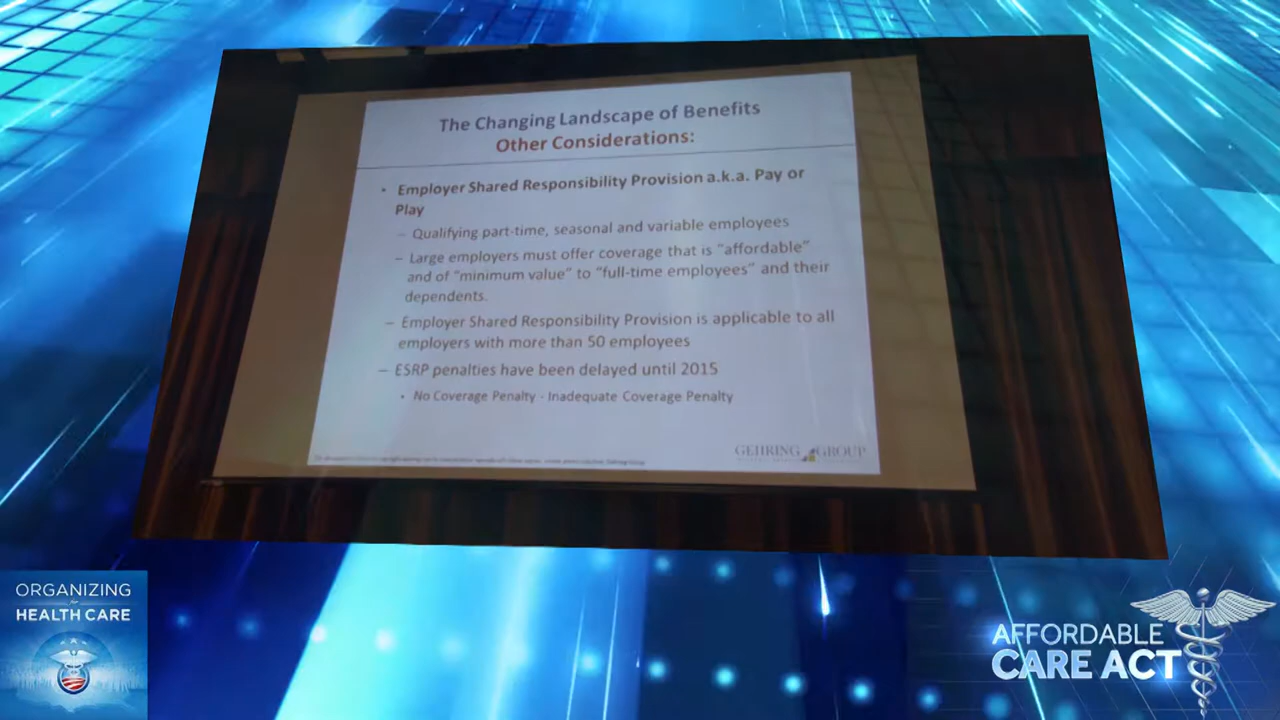 The Changing Landscape of Benefits
Other Considerations:
• Employer Shared Responsibility Provision a.k.a. Pay or
Play
– Qualifying part-time, seasonal and variable employees
– Large employers must offer coverage that is "affordable"
and of "minimum value" to "full-time employees" and their
dependents.
– Employer Shared Responsibility Provision is applicable to all
employers with more than 50 employees
– ESRP penalties have been delayed until 2015
• No Coverage Penalty - Inadequate Coverage Penalty
GEHRING GROUP
ORGANIZING
for
HEALTH CARE
AFFORDABLE
CARE ACT